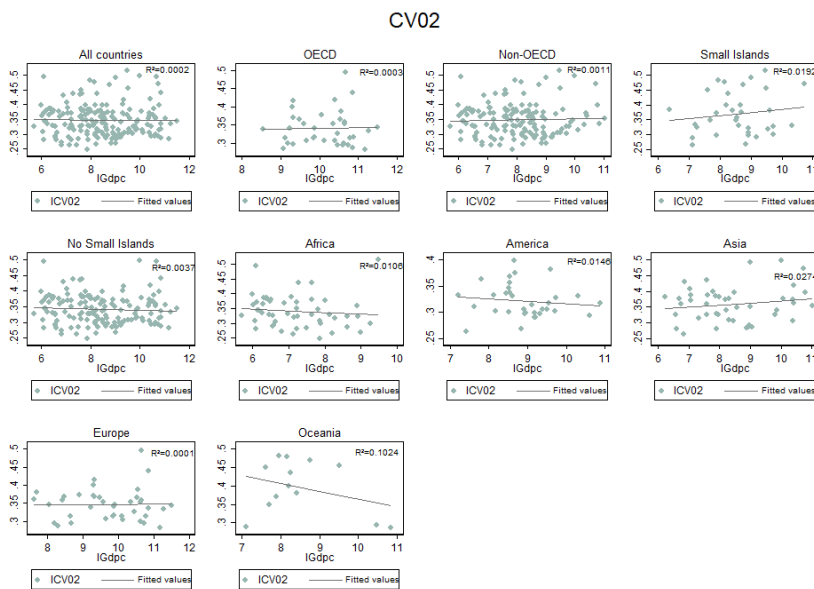 CV02
All countries
R²=0.0002
.25 .3 .35 .4 .45 .5
6 8 10 12
lGdpc
ICV02 Fitted values
OECD
R²=0.0003
.3 .35 .4 .45 .5
8 9 10 11 12
lGdpc
ICV02 Fitted values
Non-OECD
R²=0.0011
.25 .3 .35 .4 .45 .5
6 7 8 9 10 11
lGdpc
ICV02 Fitted values
Small Islands
R²=0.0192
.25 .3 .35 .4 .45 .5
6 7 8 9 10 11
lGdpc
ICV02 Fitted values
No Small Islands
R²=0.0037
.25 .3 .35 .4 .45 .5
6 8 10 12
lGdpc
ICV02 Fitted values
Africa
R²=0.0106
.25 .3 .35 .4 .45 .5
6 7 8 9 10
lGdpc
ICV02 Fitted values
America
R²=0.0146
.25 .3 .35 .4
7 8 9 10 11
lGdpc
ICV02 Fitted values
Asia
R²=0.0274
.25 .3 .35 .4 .45 .5
6 7 8 9 10 11
lGdpc
ICV02 Fitted values
Europe
R²=0.0001
.3 .35 .4 .45 .5
8 9 10 11 12
lGdpc
ICV02 Fitted values
Oceania
R²=0.1024
.3 .35 .4 .45 .5
7 8 9 10 11
lGdpc
ICV02 Fitted values